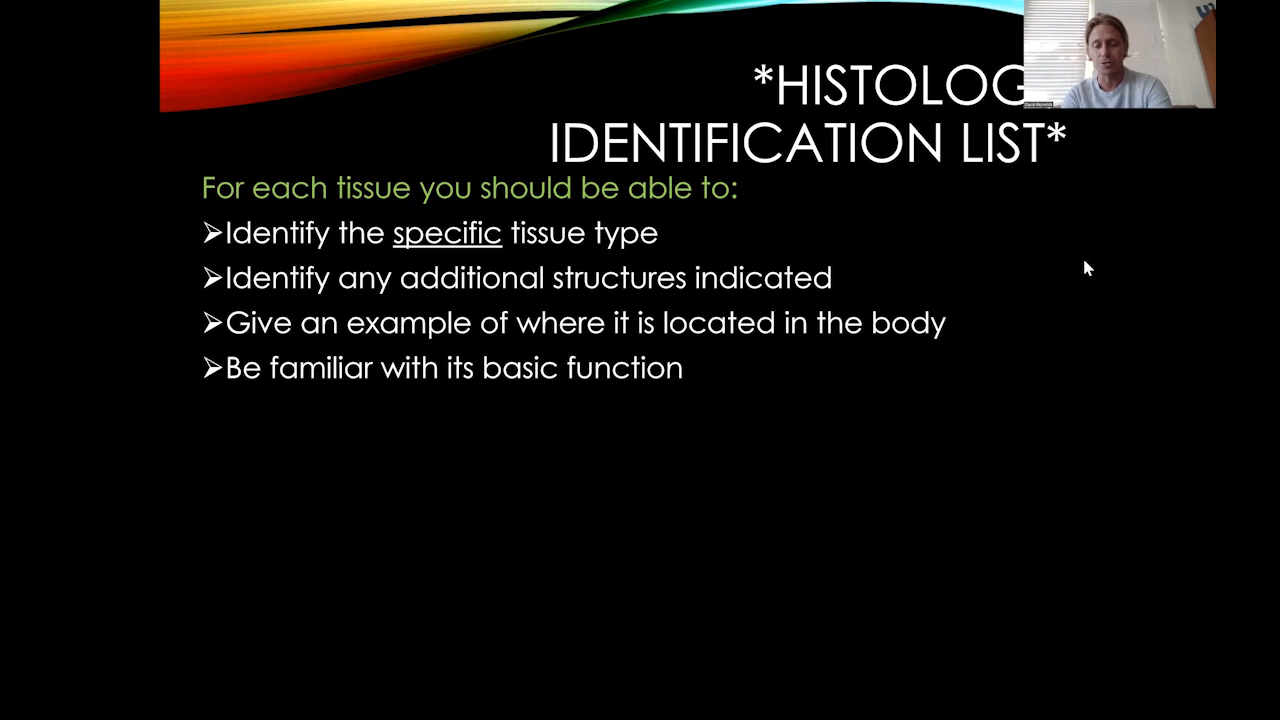 *HISTOLOG
IDENTIFICATION LIST*
For each tissue you should be able to:
➢Identify the specific tissue type
➢Identify any additional structures indicated
➢Give an example of where it is located in the body
➢Be familiar with its basic function
David Reynolds